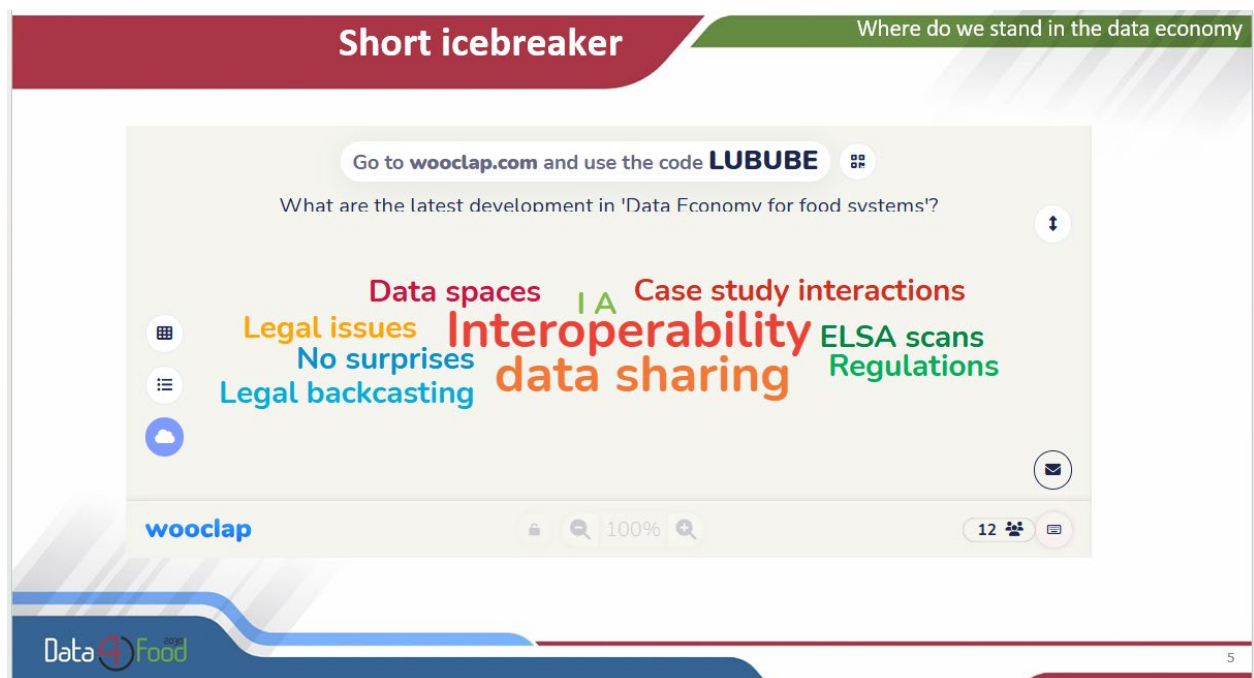 Short icebreaker
Where do we stand in the data economy
Go to wooclap.com and use the code LUBUBE
What are the latest development in 'Data Economy for food systems'?
Data spaces
I A
Case study interactions
Legal issues
Interoperability
ELSA scans
No surprises
data sharing
Regulations
Legal backcasting
wooclap
100%
12
Data4Food 2030
5